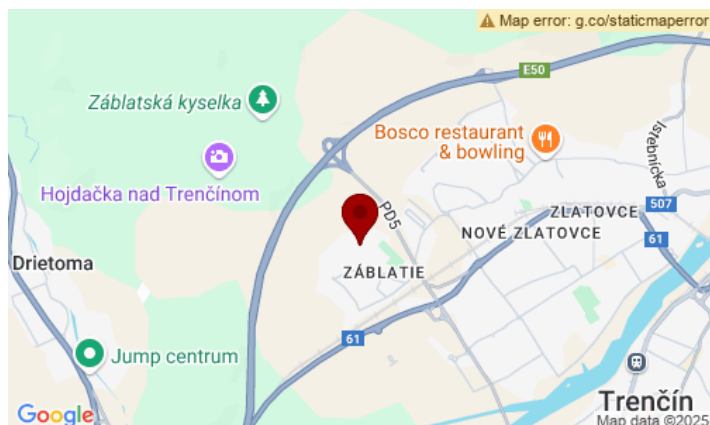 Map error: g.co/staticmaperror
E50
Záblatská kyselka
Bosco restaurant
& bowling
Istebnícka
Hojdačka nad Trenčínom
PD5
ZLATOVCE
507
NOVÉ ZLATOVCE
61
Drietoma
ZÁBLATIE
61
Jump centrum
Trenčín
Google
Map data ©2025